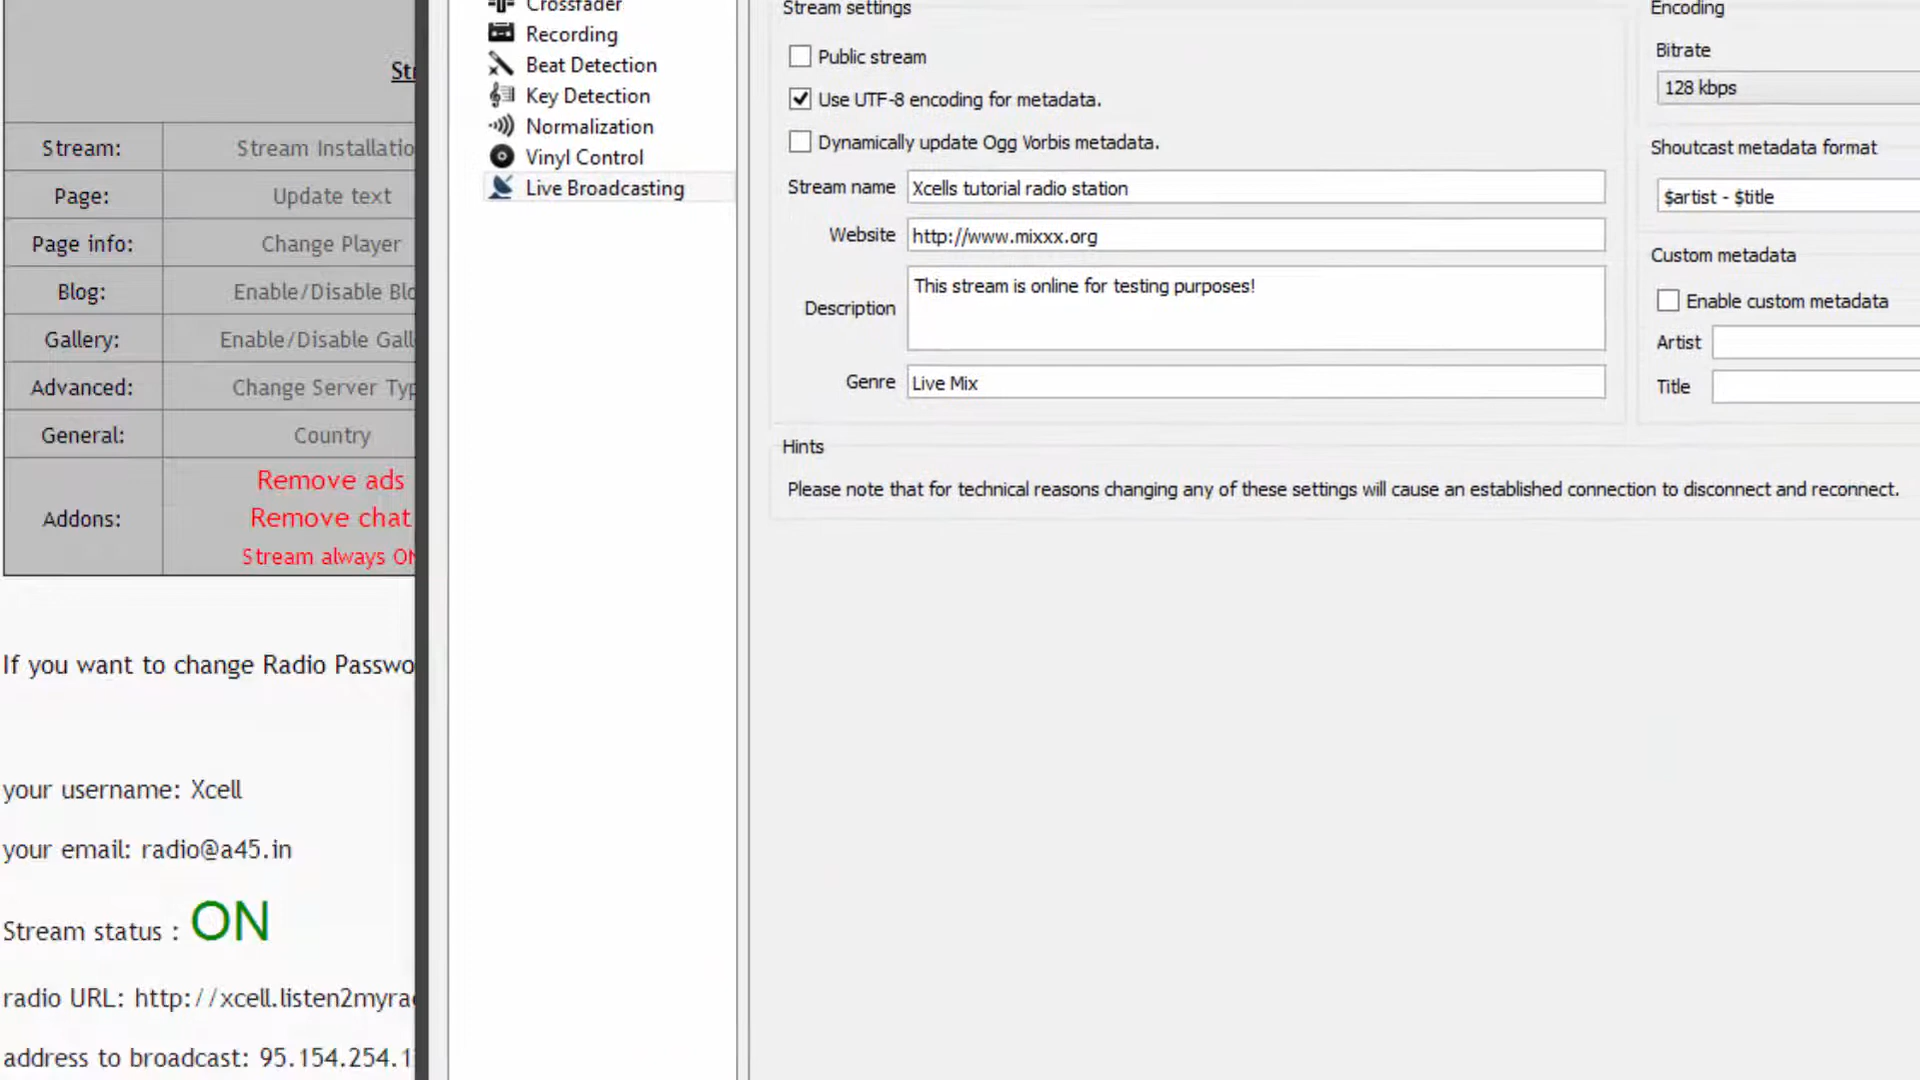 St
Stream: Stream Installatio
Page: Update text
Page info: Change Player
Blog: Enable/Disable Blo
Gallery: Enable/Disable Gall
Advanced: Change Server Typ
General: Country
Addons:
Remove ads
Remove chat
Stream always ON
If you want to change Radio Passwo
your username: Xcell
your email: radio@a45.in
Stream status : ON
radio URL: http://xcell.listen2myra
address to broadcast: 95.154.254.1
Crossfader
Recording
Beat Detection
Key Detection
Normalization
Vinyl Control
Live Broadcasting
Stream settings
Public stream
Use UTF-8 encoding for metadata.
Dynamically update Ogg Vorbis metadata.
Stream name Xcells tutorial radio station
Website http://www.mixxx.org
Description This stream is online for testing purposes!
Genre Live Mix
Encoding
Bitrate
128 kbps
Shoutcast metadata format
$artist - $title
Custom metadata
Enable custom metadata
Artist
Title
Hints
Please note that for technical reasons changing any of these settings will cause an established connection to disconnect and reconnect.